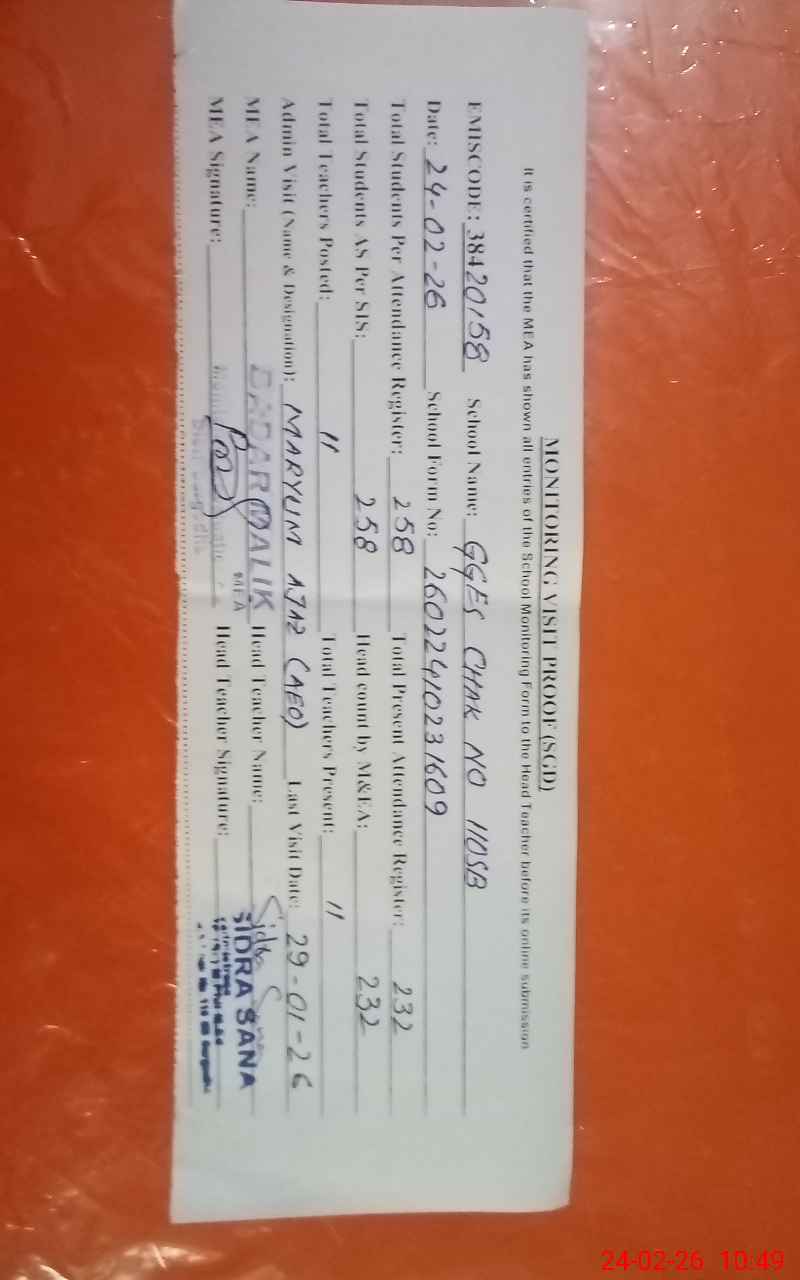 MONITORING VISIT PROOF (SGD)
It is certified that the MEA has shown all entries of the School Monitoring Form to the Head Teacher before its online submission
EMISCODE: 38420158 School Name: GGES CHAK NO 110SB
Date: 24-02-26 School Form No: 26022410231609
Total Students Per Attendance Register: 258 Total Present Attendance Register: 232
Total Students AS Per SIS: 258 Head count by M&EA: 232
Total Teachers Posted: 11 Total Teachers Present: 11
Admin Visit (Name & Designation): MARYUM AJAZ (AEO) Last Visit Date: 29-01-26
MEA Name: MALIK MEA Head Teacher Name: Sidra SIDRA SANA
MEA Signature: Head Teacher Signature:
24-02-26 10:49